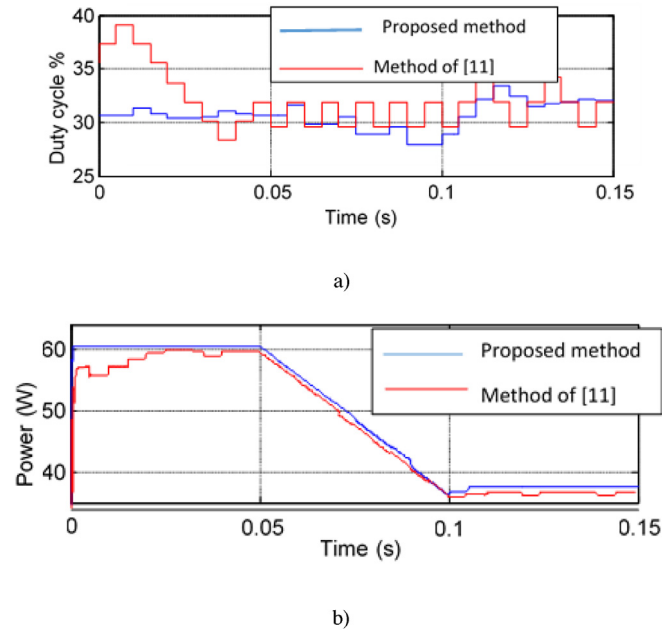 40
35
30
25
Duty cycle %
Proposed method
Method of [11]
0
0.05
0.1
0.15
Time (s)
a)
60
50
40
Power (W)
Proposed method
Method of [11]
0
0.05
0.1
0.15
Time (s)
b)